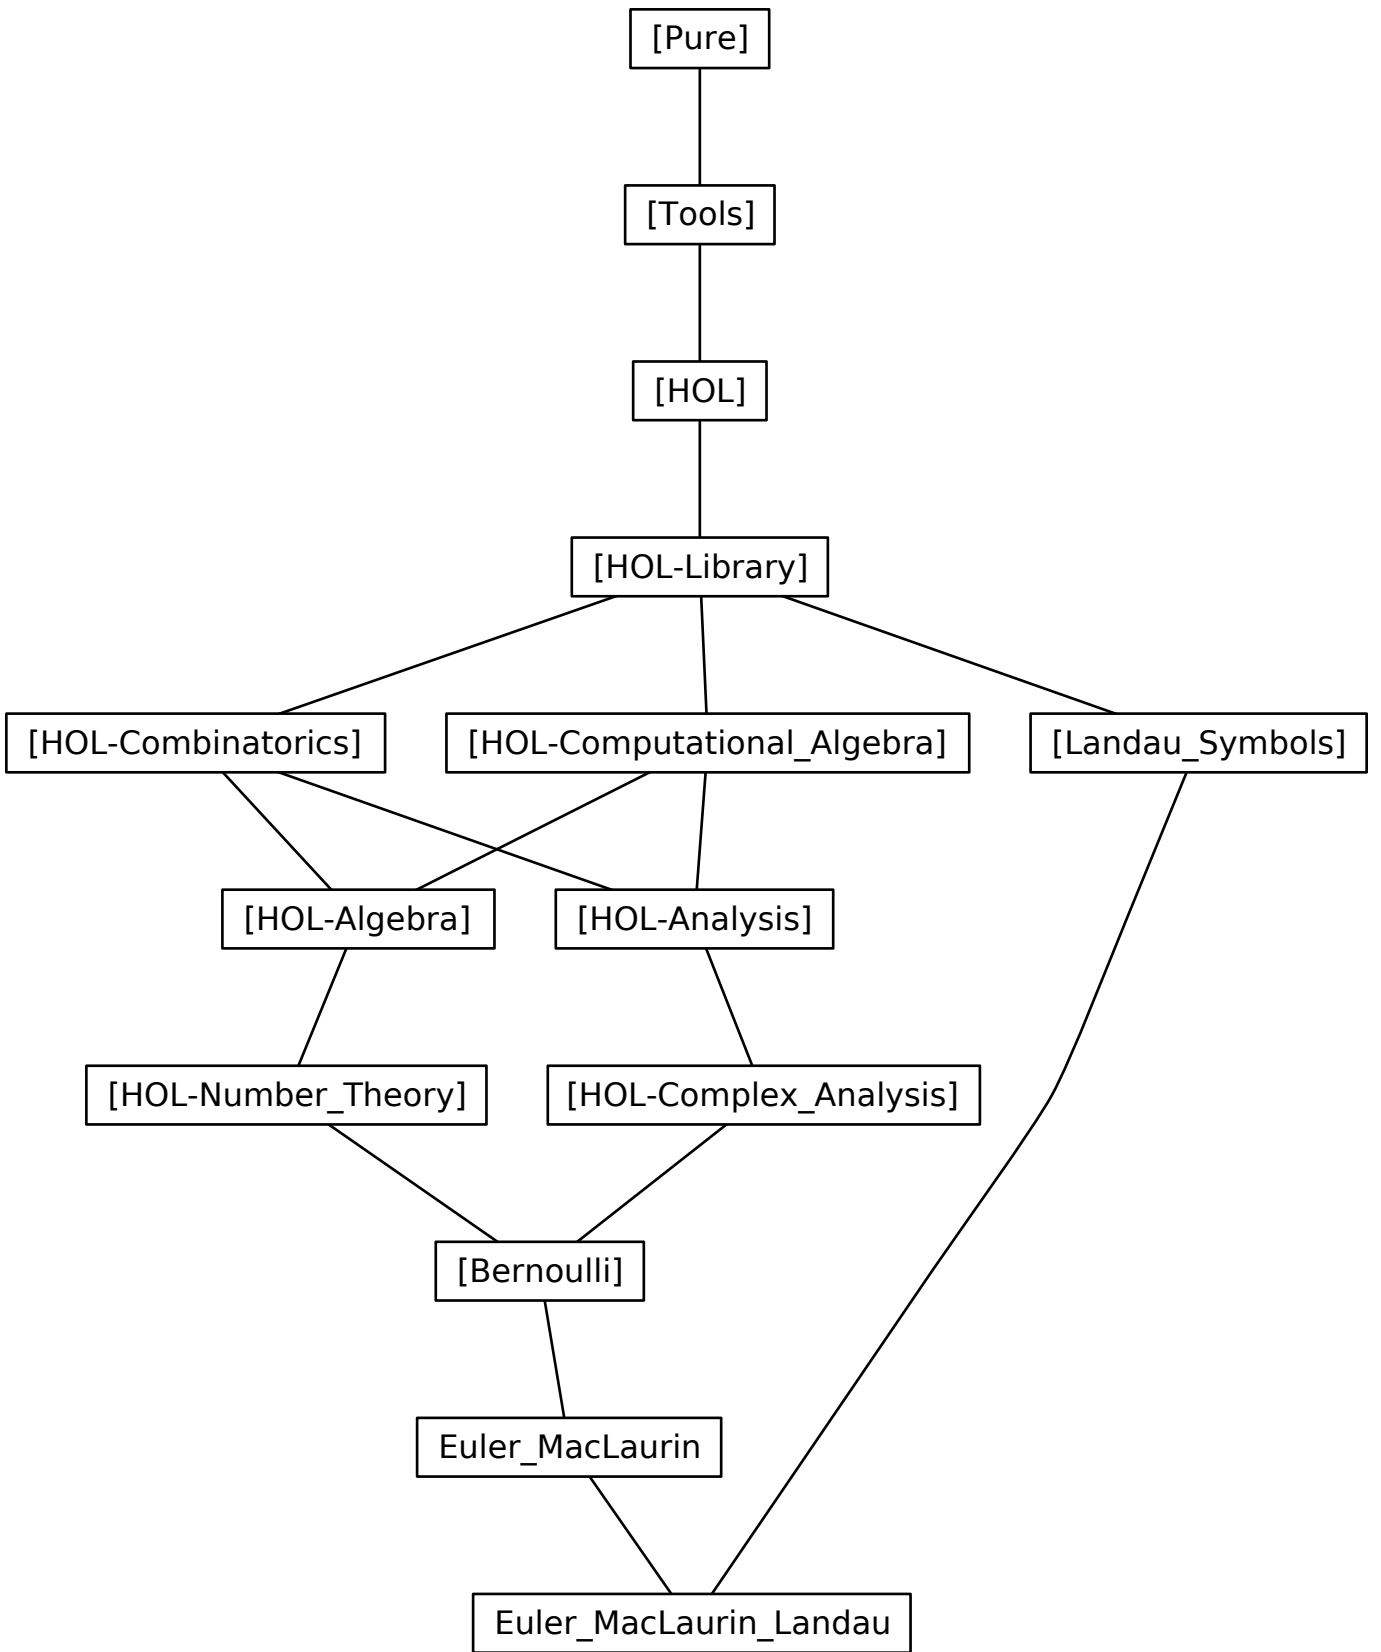 [Pure]
[Tools]
[HOL]
[HOL-Library]
[HOL-Combinatorics]
[HOL-Computational_Algebra]
[Landau_Symbols]
[HOL-Algebra]
[HOL-Analysis]
[HOL-Number_Theory]
[HOL-Complex_Analysis]
[Bernoulli]
Euler_MacLaurin
Euler_MacLaurin_Landau